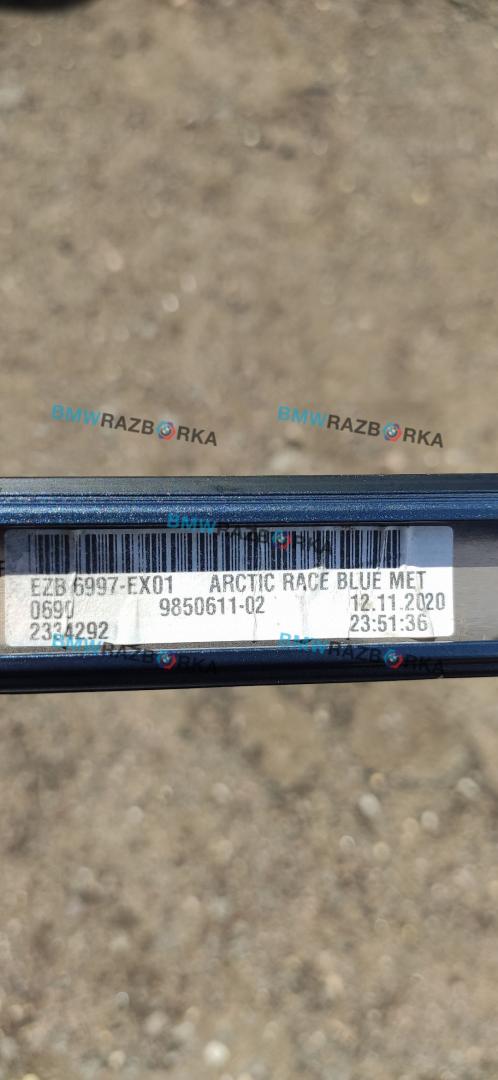 BMWRAZBORKA BMWRAZBORKA
BMWRAZBORKA
EZB 6997-EX01 ARCTIC RACE BLUE MET
0690 9850611-02 12.11.2020
2334292 23:51:36
BMWRAZBORKA BMWRAZBORKA